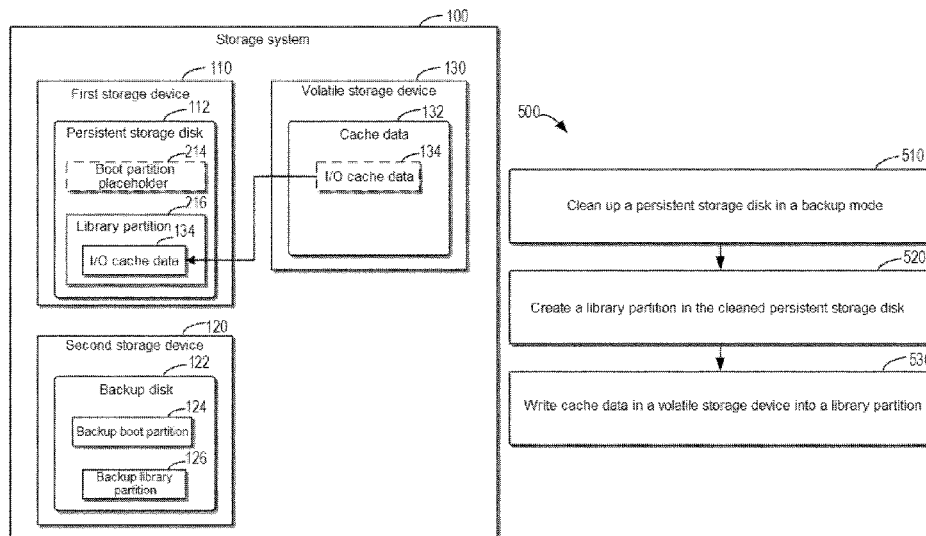 100
Storage system
110
First storage device
112
Persistent storage disk
214
Boot partition
placeholder
216
Library partition
134
I/O cache data
130
Volatile storage device
132
Cache data
134
I/O cache data
120
Second storage device
122
Backup disk
124
Backup boot partition
126
Backup library
partition
500
510
Clean up a persistent storage disk in a backup mode
520
Create a library partition in the cleaned persistent storage disk
530
Write cache data in a volatile storage device into a library partition